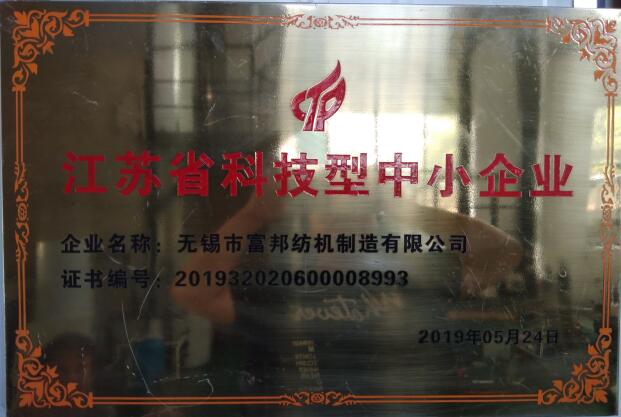 江苏省科技型中小企业
企业名称：无锡市富邦纺机制造有限公司
证书编号：201932020600008993
2019年05月24日
Whatever